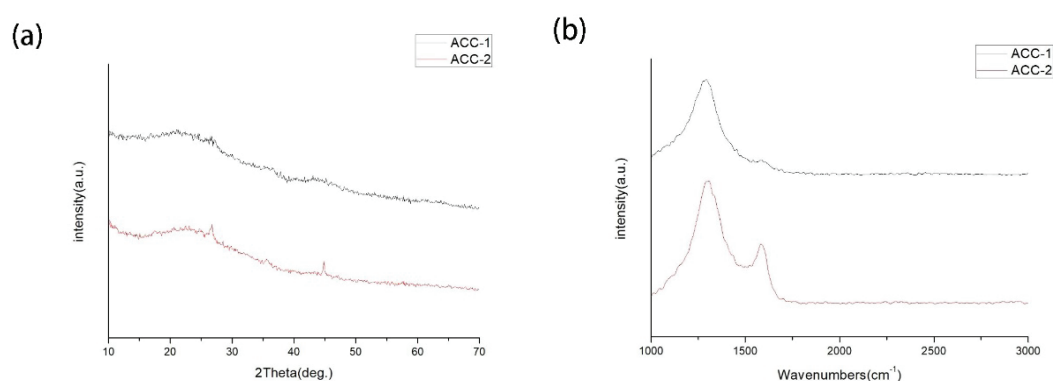 (a)
ACC-1
ACC-2
intensity(a.u.)
10 20 30 40 50 60 70
2Theta(deg.)
(b)
ACC-1
ACC-2
intensity(a.u.)
1000 1500 2000 2500 3000
Wavenumbers(cm⁻¹)